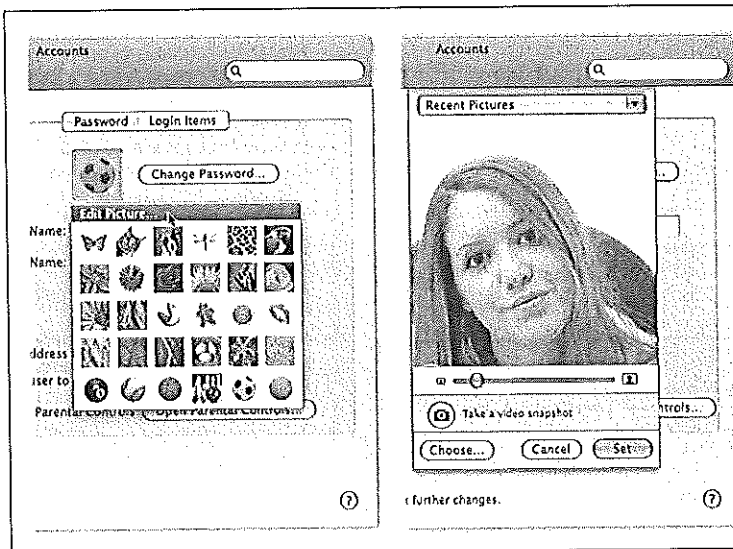 Accounts
Password
Login Items
Change Password...
Edit Picture...
Name:
Name:
ddress
user to
Parental Controls
Open Parental Controls...
Accounts
Recent Pictures
...
Take a video snapshot
ntrols...
Choose...
Cancel
Set
t further changes.